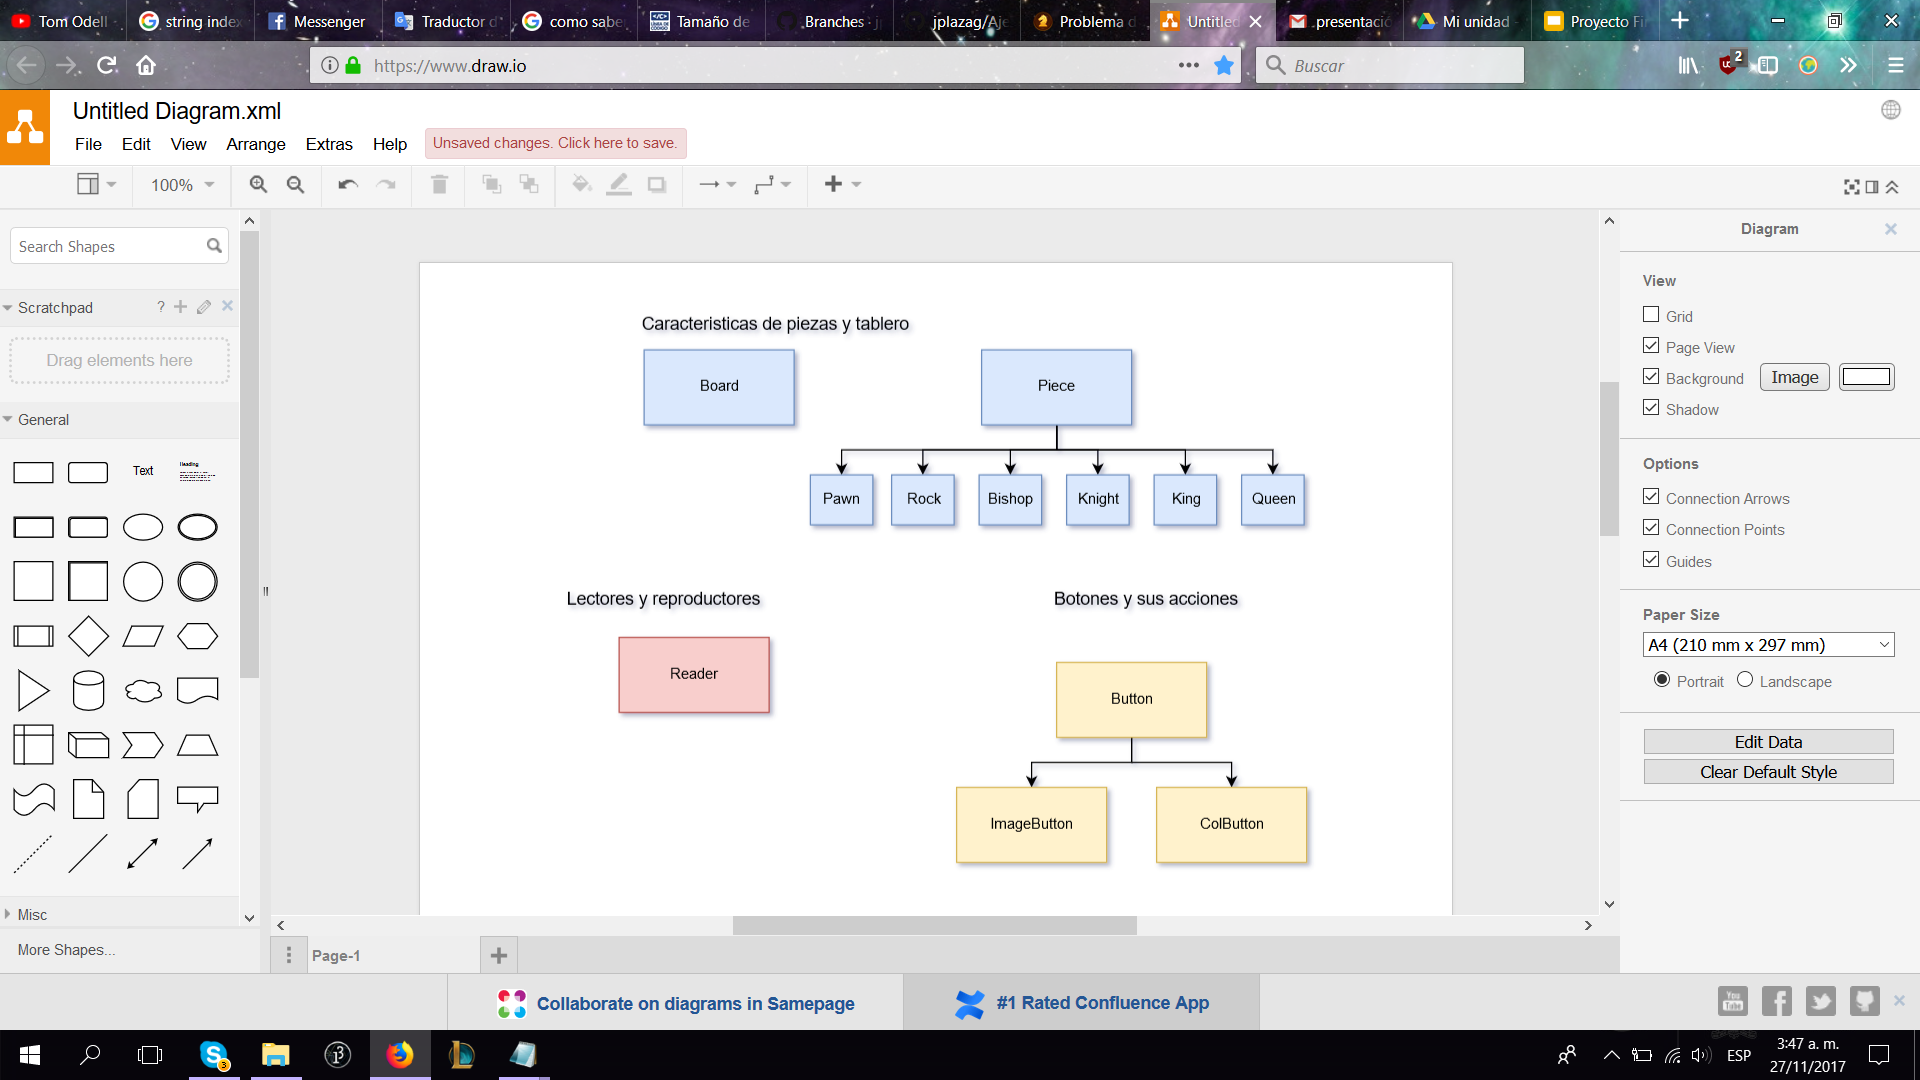 Tom Odell
string index
Messenger
Traductor d
como saber
Tamaño de
Branches · j
jplazag/Aje
Problema d
Untitled
presentació
Mi unidad -
Proyecto Fi
https://www.draw.io
Buscar
2
Untitled Diagram.xml
File Edit View Arrange Extras Help
Unsaved changes. Click here to save.
100%
Search Shapes
Scratchpad
?
Drag elements here
General
Text
Heading
Misc
More Shapes...
Caracteristicas de piezas y tablero
Board
Piece
Pawn
Rock
Bishop
Knight
King
Queen
Lectores y reproductores
Botones y sus acciones
Reader
Button
ImageButton
ColButton
Page-1
Diagram
View
Grid
Page View
Background
Image
Shadow
Options
Connection Arrows
Connection Points
Guides
Paper Size
A4 (210 mm x 297 mm)
Portrait
Landscape
Edit Data
Clear Default Style
Collaborate on diagrams in Samepage
#1 Rated Confluence App
You Tube
3
ESP
3:47 a. m.
27/11/2017